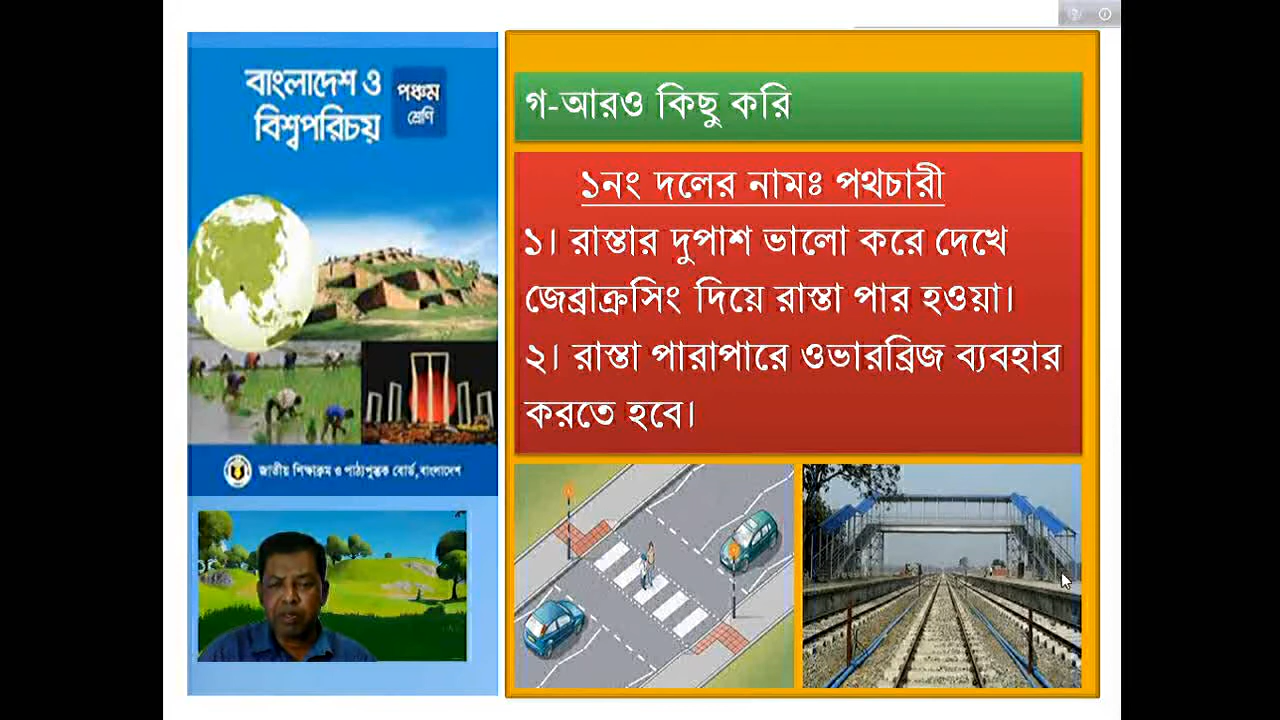 বাংলাদেশ ও
বিশ্বপরিচয়
পঞ্চম
শ্রেণি
জাতীয় শিক্ষাক্রম ও পাঠ্যপুস্তক বোর্ড, বাংলাদেশ
গ-আরও কিছু করি
১নং দলের নামঃ পথচারী
১। রাস্তার দুপাশ ভালো করে দেখে
জেব্রাক্রসিং দিয়ে রাস্তা পার হওয়া।
২। রাস্তা পারাপারে ওভারব্রিজ ব্যবহার
করতে হবে।